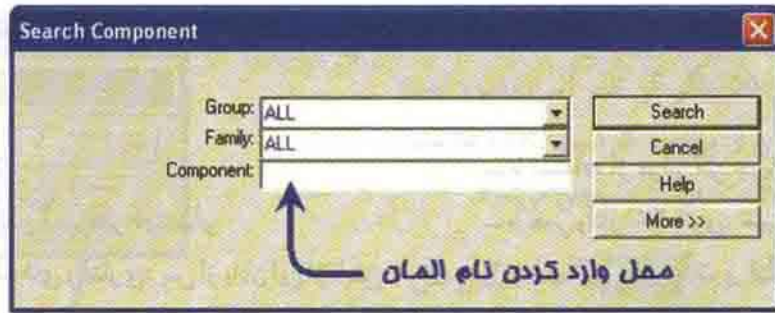 Search Component
Group: ALL
Search
Family: ALL
Cancel
Component:
Help
More >>
محل وارد کردن نام المان